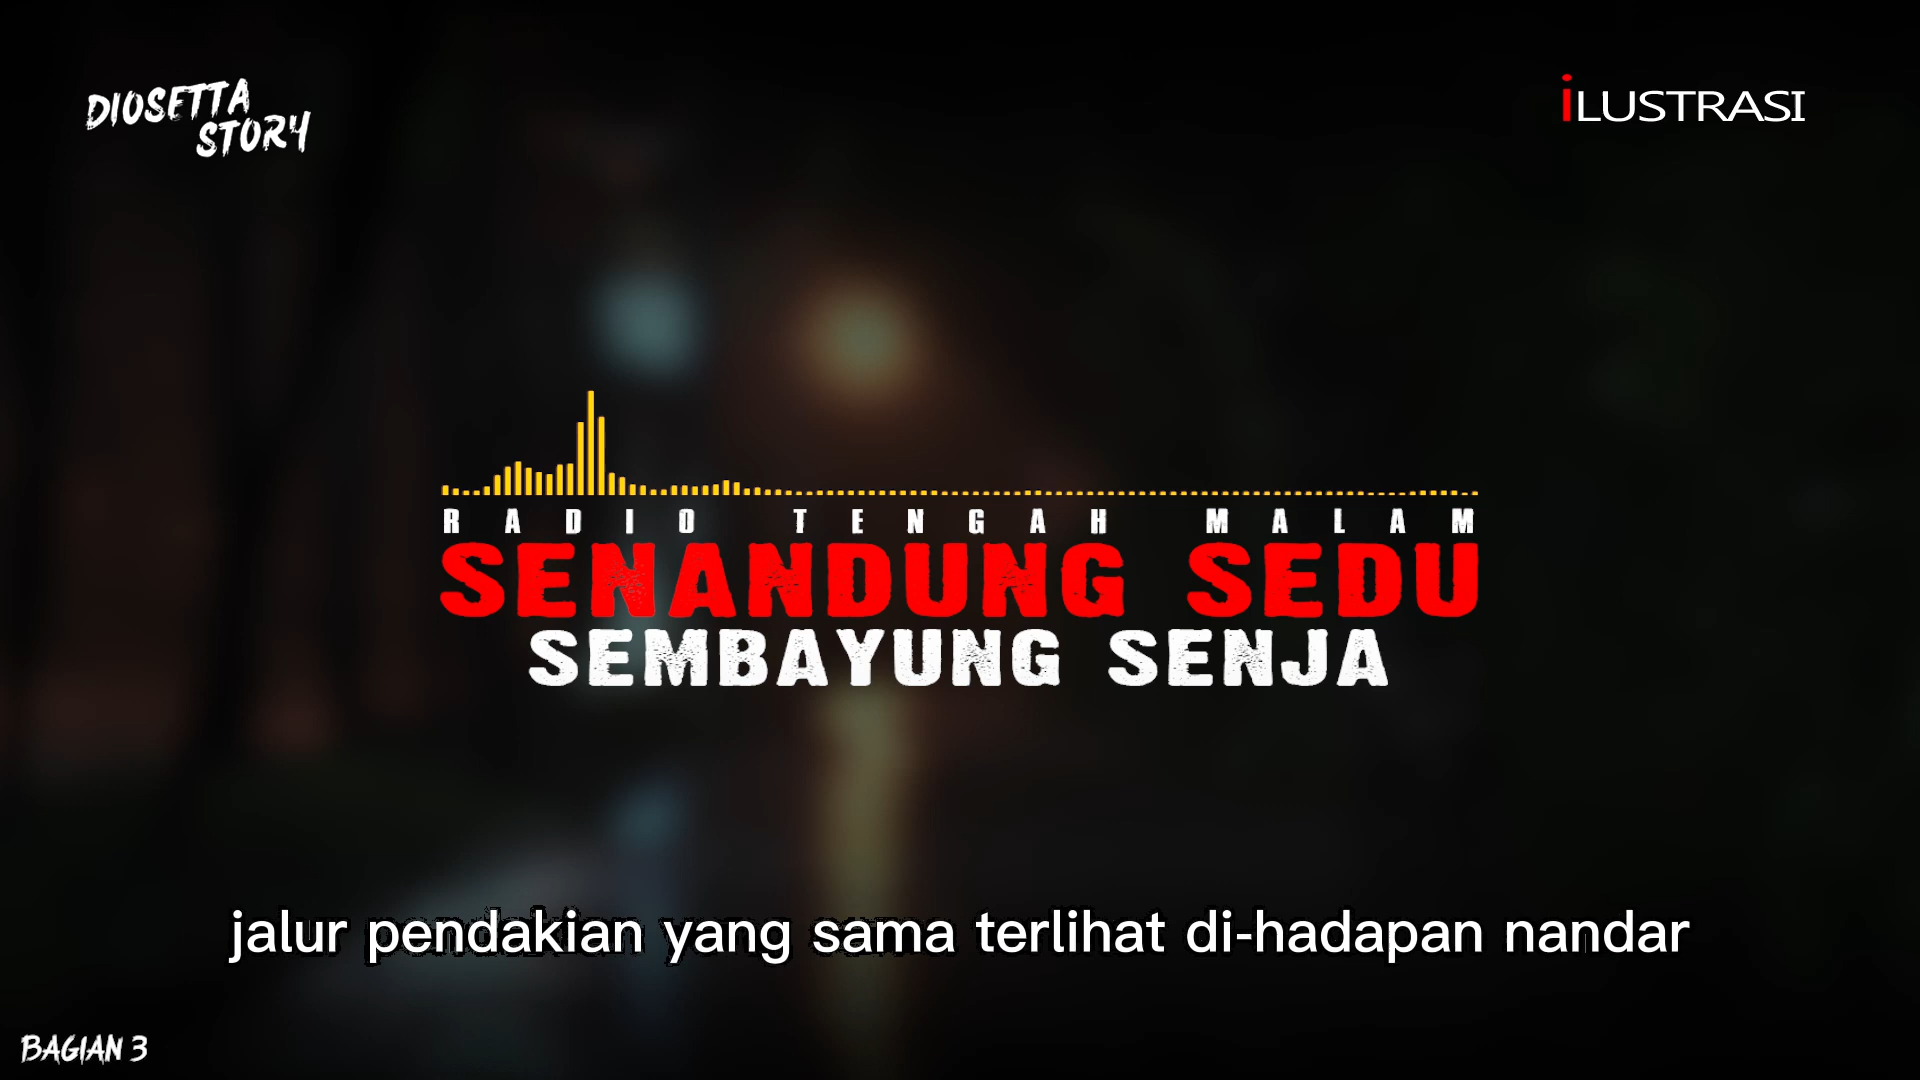 DIOSETTA
STORY
iLUSTRASI
RADIO TENGAH MALAM
SENANDUNG SEDU
SEMBAYUNG SENJA
jalur pendakian yang sama terlihat di-hadapan nandar
BAGIAN 3